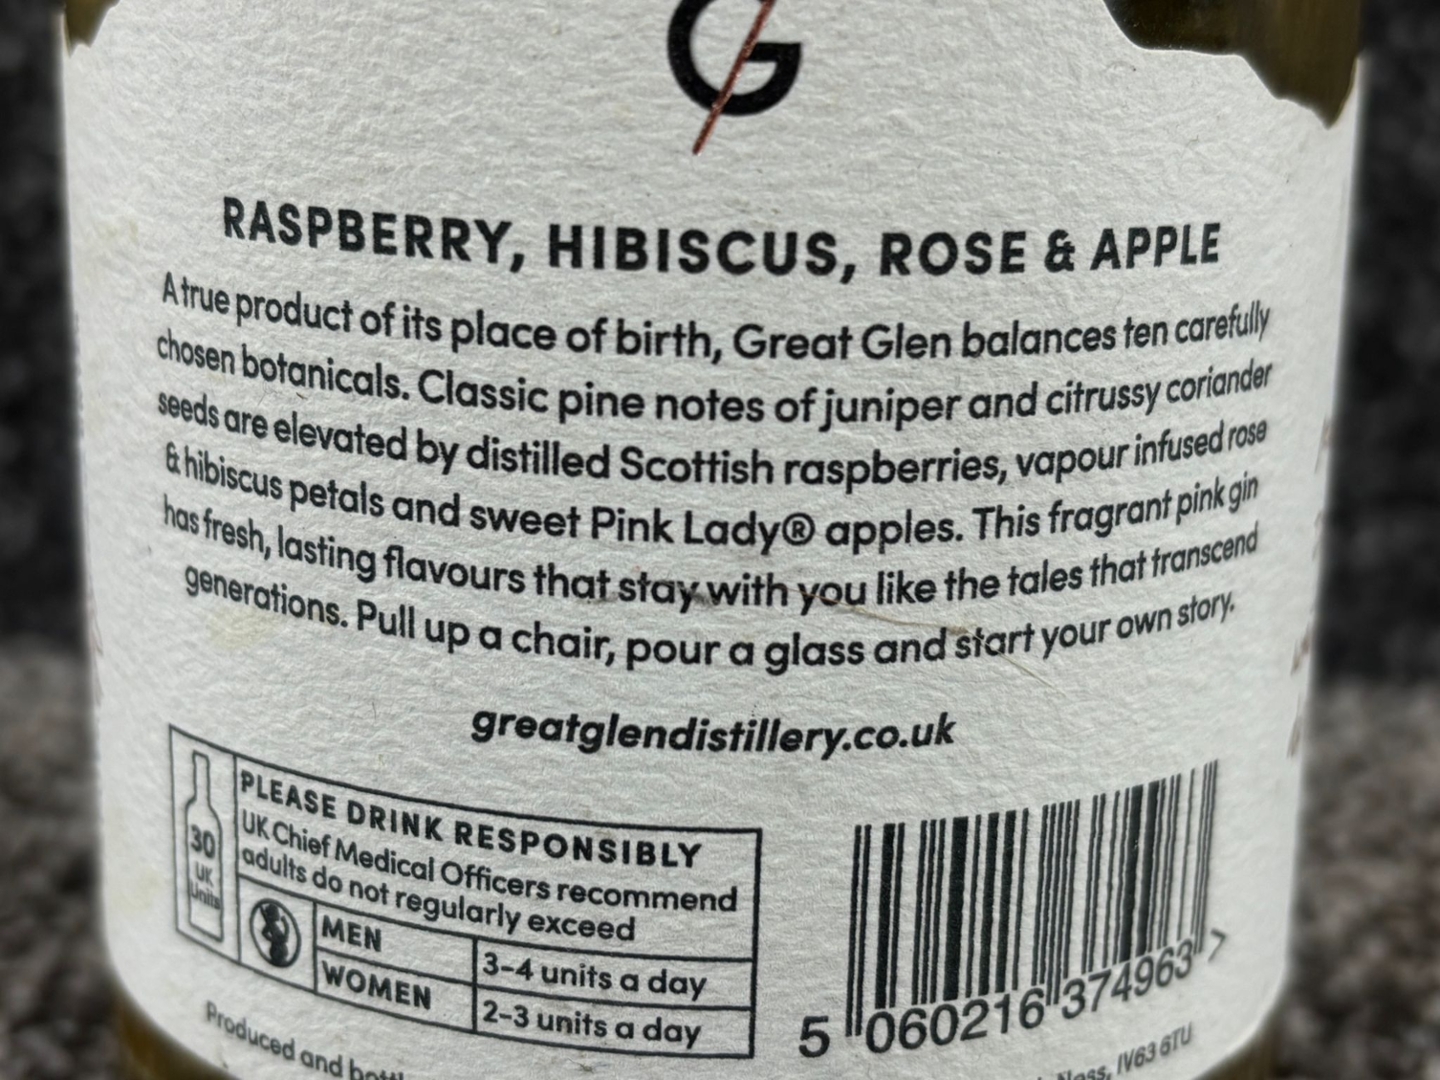 G
RASPBERRY, HIBISCUS, ROSE & APPLE
A true product of its place of birth, Great Glen balances ten carefully
chosen botanicals. Classic pine notes of juniper and citrussy coriander
seeds are elevated by distilled Scottish raspberries, vapour infused rose
& hibiscus petals and sweet Pink Lady® apples. This fragrant pink gin
has fresh, lasting flavours that stay with you like the tales that transcend
generations. Pull up a chair, pour a glass and start your own story.
greatglendistillery.co.uk
30
UK
Units
PLEASE DRINK RESPONSIBLY
UK Chief Medical Officers recommend
adults do not regularly exceed
MEN 3-4 units a day
WOMEN 2-3 units a day
5 060216 374963 >
Produced and
Ness, IV63 6TU